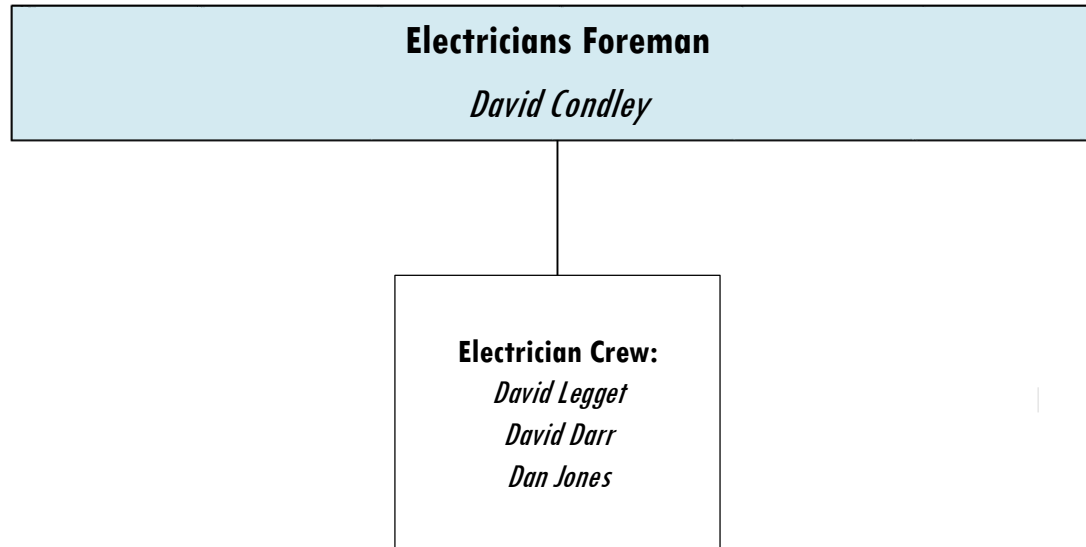 Electricians Foreman
David Condley
Electrician Crew:
David Legget
David Darr
Dan Jones